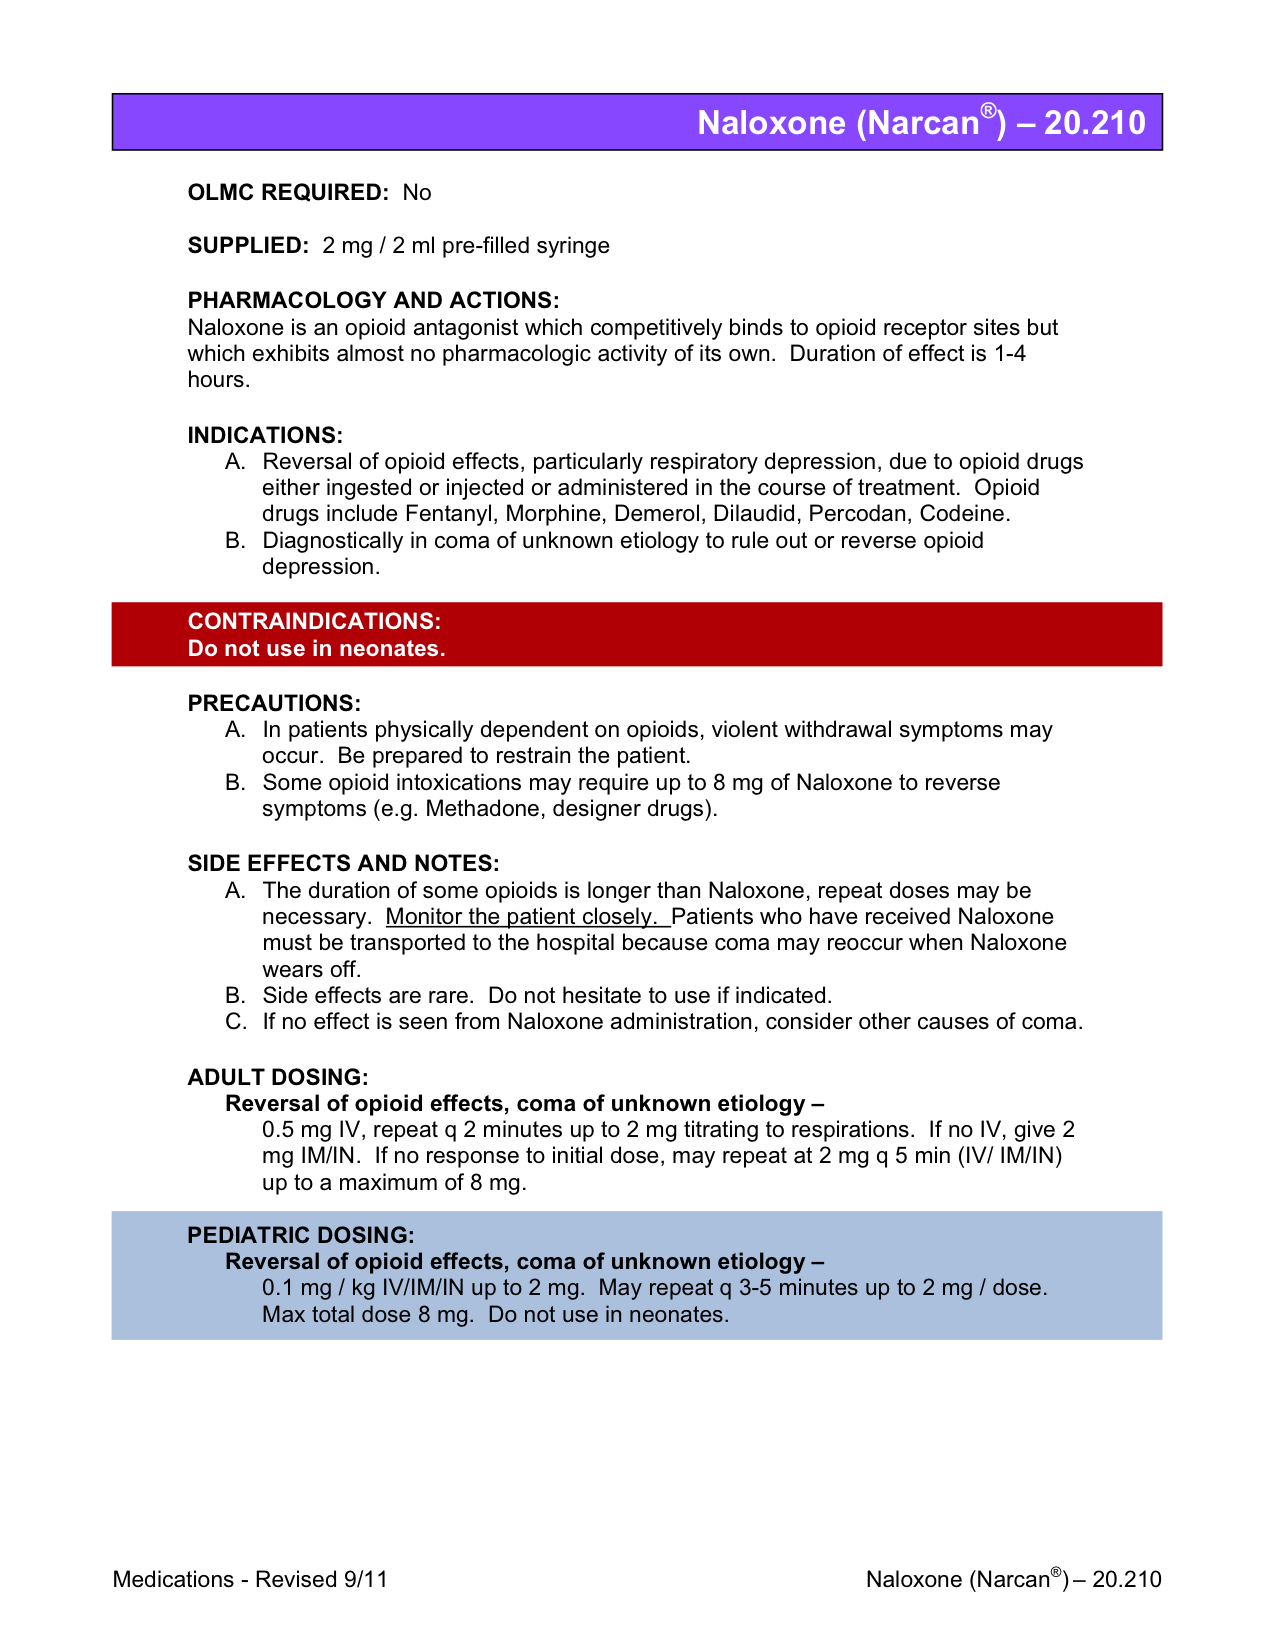 Naloxone (Narcan®) – 20.210
OLMC REQUIRED: No
SUPPLIED: 2 mg / 2 ml pre-filled syringe
PHARMACOLOGY AND ACTIONS:
Naloxone is an opioid antagonist which competitively binds to opioid receptor sites but
which exhibits almost no pharmacologic activity of its own. Duration of effect is 1-4
hours.
INDICATIONS:
A. Reversal of opioid effects, particularly respiratory depression, due to opioid drugs
either ingested or injected or administered in the course of treatment. Opioid
drugs include Fentanyl, Morphine, Demerol, Dilaudid, Percodan, Codeine.
B. Diagnostically in coma of unknown etiology to rule out or reverse opioid
depression.
CONTRAINDICATIONS:
Do not use in neonates.
PRECAUTIONS:
A. In patients physically dependent on opioids, violent withdrawal symptoms may
occur. Be prepared to restrain the patient.
B. Some opioid intoxications may require up to 8 mg of Naloxone to reverse
symptoms (e.g. Methadone, designer drugs).
SIDE EFFECTS AND NOTES:
A. The duration of some opioids is longer than Naloxone, repeat doses may be
necessary. Monitor the patient closely. Patients who have received Naloxone
must be transported to the hospital because coma may reoccur when Naloxone
wears off.
B. Side effects are rare. Do not hesitate to use if indicated.
C. If no effect is seen from Naloxone administration, consider other causes of coma.
ADULT DOSING:
Reversal of opioid effects, coma of unknown etiology –
0.5 mg IV, repeat q 2 minutes up to 2 mg titrating to respirations. If no IV, give 2
mg IM/IN. If no response to initial dose, may repeat at 2 mg q 5 min (IV/ IM/IN)
up to a maximum of 8 mg.
PEDIATRIC DOSING:
Reversal of opioid effects, coma of unknown etiology –
0.1 mg / kg IV/IM/IN up to 2 mg. May repeat q 3-5 minutes up to 2 mg / dose.
Max total dose 8 mg. Do not use in neonates.
Medications - Revised 9/11
Naloxone (Narcan®) – 20.210